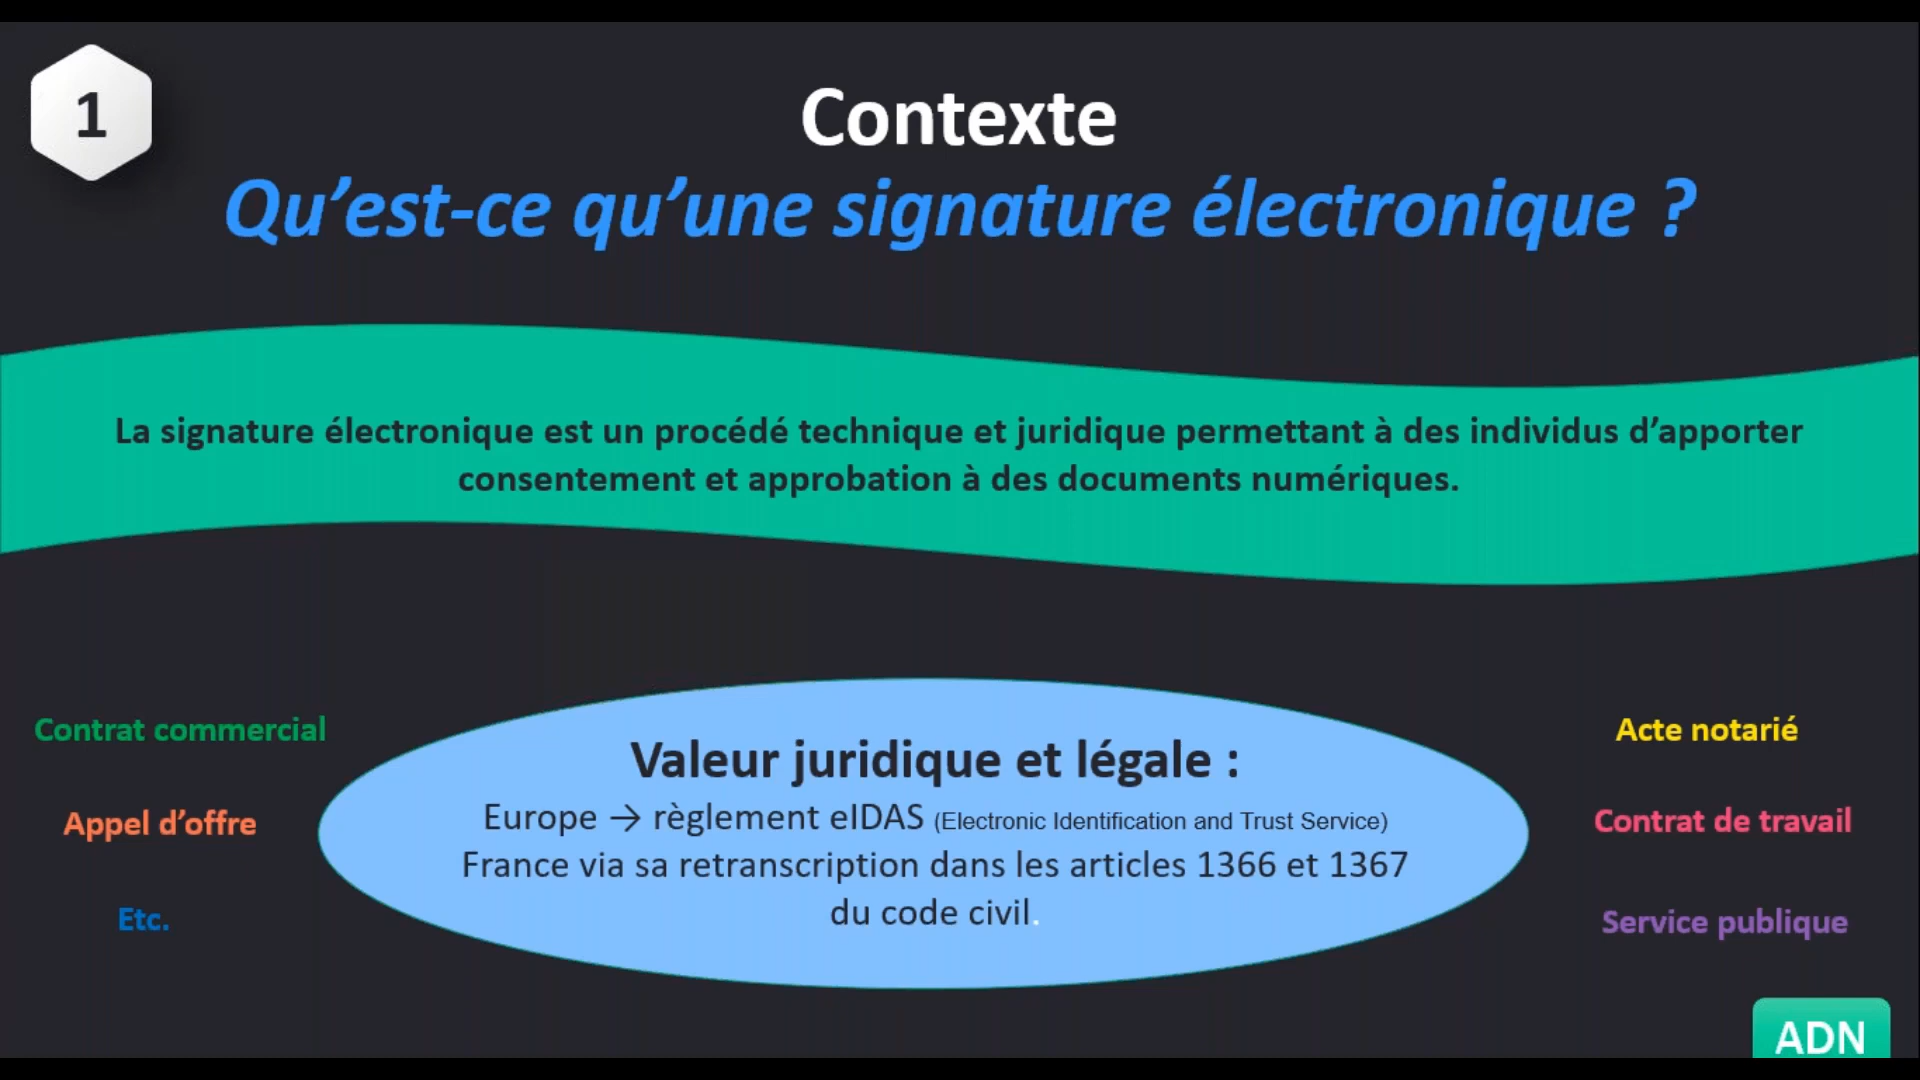 1
Contexte
Qu’est-ce qu’une signature électronique ?
La signature électronique est un procédé technique et juridique permettant à des individus d’apporter
consentement et approbation à des documents numériques.
Contrat commercial
Appel d’offre
Etc.
Valeur juridique et légale :
Europe → règlement eIDAS (Electronic Identification and Trust Service)
France via sa retranscription dans les articles 1366 et 1367
du code civil.
Acte notarié
Contrat de travail
Service publique
ADN